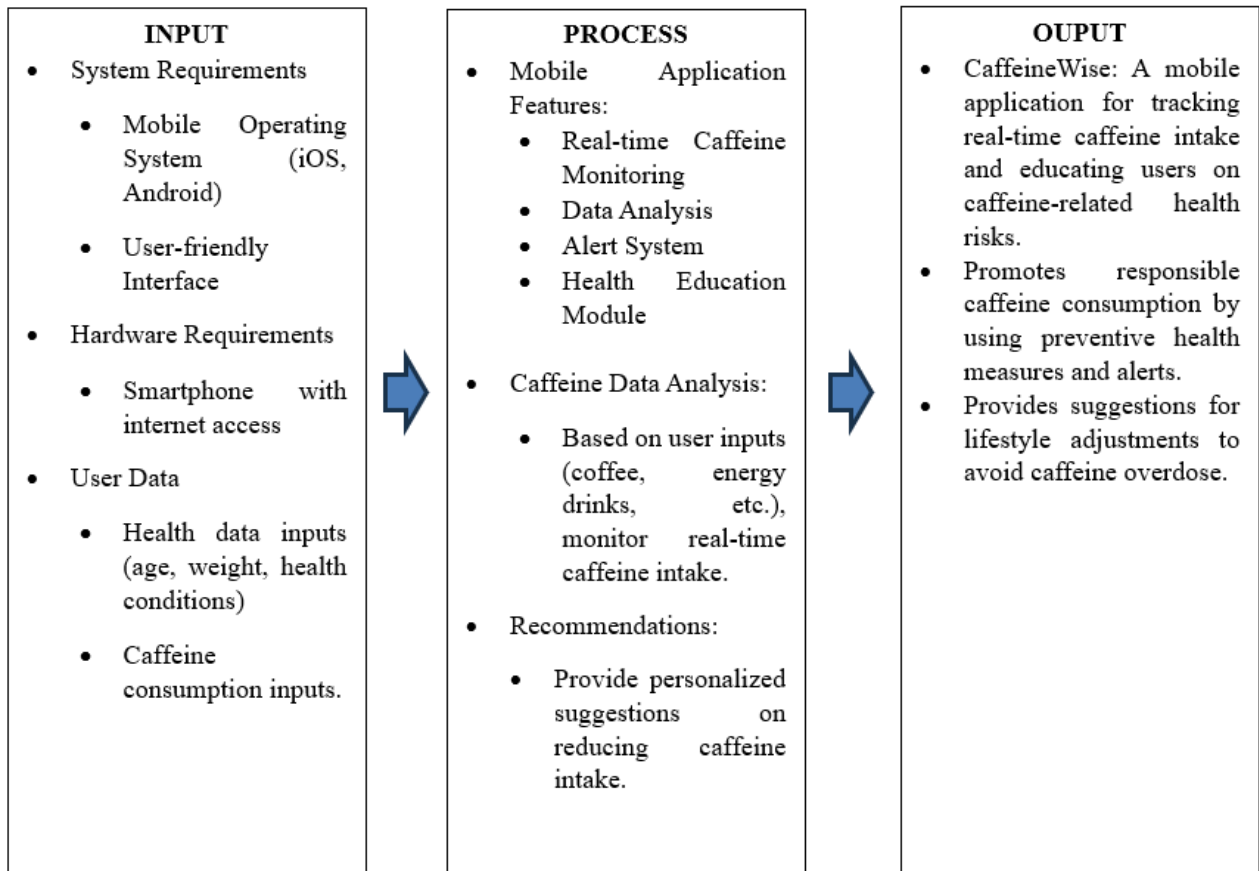 INPUT
• System Requirements
• Mobile Operating
System (iOS,
Android)
• User-friendly
Interface
• Hardware Requirements
• Smartphone with
internet access
• User Data
• Health data inputs
(age, weight, health
conditions)
• Caffeine
consumption inputs.
PROCESS
• Mobile Application
Features:
• Real-time Caffeine
Monitoring
• Data Analysis
• Alert System
• Health Education
Module
• Caffeine Data Analysis:
• Based on user inputs
(coffee, energy
drinks, etc.),
monitor real-time
caffeine intake.
• Recommendations:
• Provide personalized
suggestions on
reducing caffeine
intake.
OUPUT
• CaffeineWise: A mobile
application for tracking
real-time caffeine intake
and educating users on
caffeine-related health
risks.
• Promotes responsible
caffeine consumption by
using preventive health
measures and alerts.
• Provides suggestions for
lifestyle adjustments to
avoid caffeine overdose.